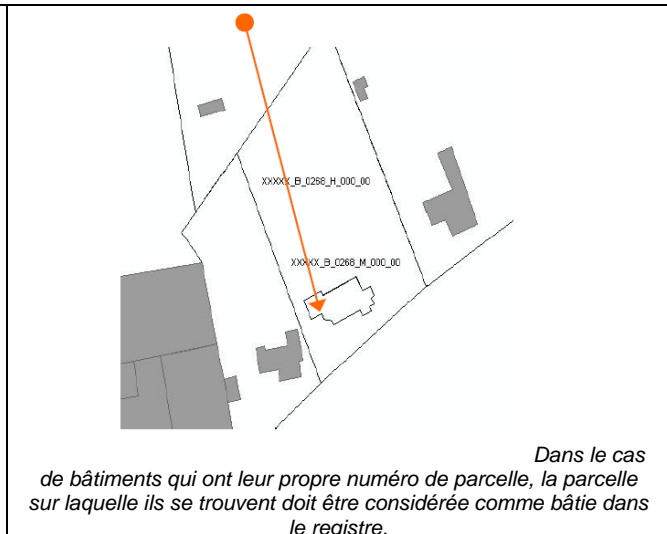 XXXXX_B_0268_H_000_00
XXXXX_B_0268_M_000_00
Dans le cas
de bâtiments qui ont leur propre numéro de parcelle, la parcelle
sur laquelle ils se trouvent doit être considérée comme bâtie dans
le registre.